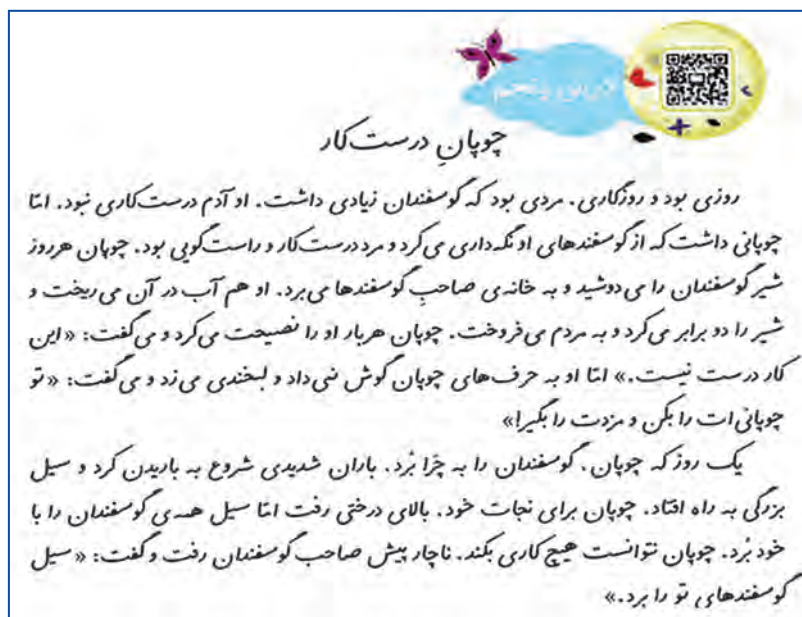 درس پنجم
چوپانِ درست‌کار
روزی بود و روزگاری. مردی بود که گوسفندان زیادی داشت. او آدم درست‌کاری نبود. امّا
چوپانی داشت که از گوسفندهای او نگه‌داری می‌کرد و مرد درست‌کار و راست‌گویی بود. چوپان هرروز
شیر گوسفندان را می‌دوشید و به خانه‌ی صاحبِ گوسفندها می‌برد. او هم آب در آن می‌ریخت و
شیر را دو برابر می‌کرد و به مردم می‌فروخت. چوپان هربار او را نصیحت می‌کرد و می‌گفت: «این
کار درست نیست.» امّا او به حرف‌های چوپان گوش نمی‌داد و لبخندی می‌زد و می‌گفت: «تو
چوپانی‌ات را بکن و مزدت را بگیر!»
یک روز که چوپان، گوسفندان را به چَرا بُرد. باران شدیدی شروع به باریدن کرد و سیل
بزرگی به راه افتاد. چوپان برای نجات خود، بالای درختی رفت امّا سیل همه‌ی گوسفندان را با
خود بُرد. چوپان نتوانست هیچ کاری بکند. ناچار پیش صاحب گوسفندان رفت و گفت: «سیل
گوسفندهای تو را برد.»